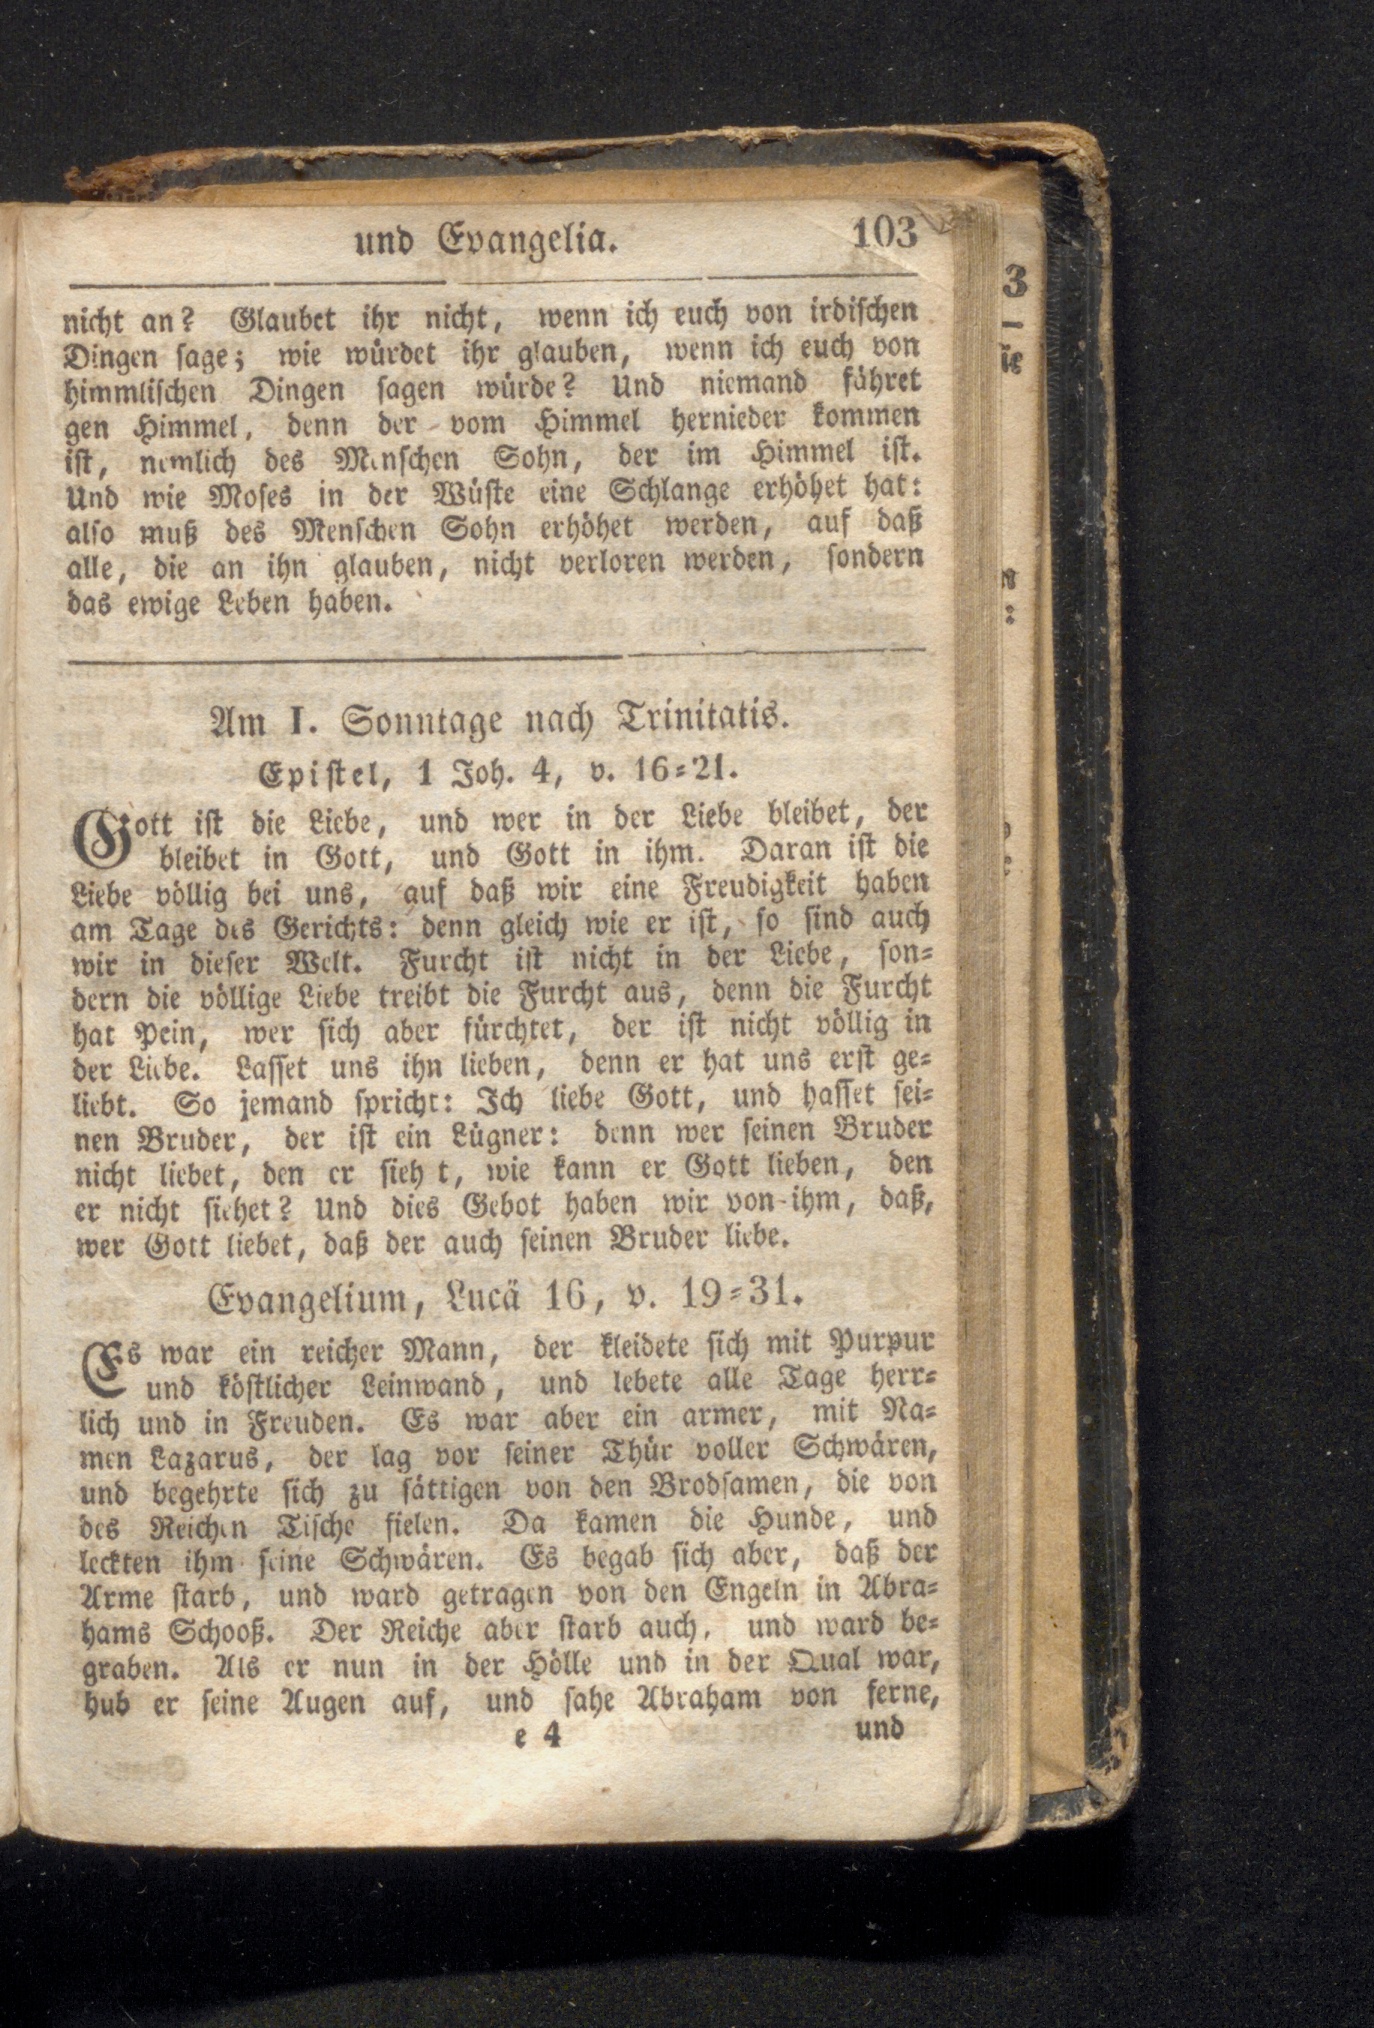 und Evangelia. 103
nicht an? Glaubet ihr nicht, wenn ich euch von irdischen
Dingen sage; wie würdet ihr glauben, wenn ich euch von
himmlischen Dingen sagen würde? Und niemand fähret
gen Himmel, denn der vom Himmel hernieder kommen
ist, nemlich des Menschen Sohn, der im Himmel ist.
Und wie Moses in der Wüste eine Schlange erhöhet hat:
also muß des Menschen Sohn erhöhet werden, auf daß
alle, die an ihn glauben, nicht verloren werden, sondern
das ewige Leben haben.
Am I. Sonntage nach Trinitatis.
Epistel, 1 Joh. 4, v. 16=21.
Gott ist die Liebe, und wer in der Liebe bleibet, der
bleibet in Gott, und Gott in ihm. Daran ist die
Liebe völlig bei uns, auf daß wir eine Freudigkeit haben
am Tage des Gerichts: denn gleich wie er ist, so sind auch
wir in dieser Welt. Furcht ist nicht in der Liebe, son=
dern die völlige Liebe treibt die Furcht aus, denn die Furcht
hat Pein, wer sich aber fürchtet, der ist nicht völlig in
der Liebe. Lasset uns ihn lieben, denn er hat uns erst ge=
liebt. So jemand spricht: Ich liebe Gott, und hasset sei=
nen Bruder, der ist ein Lügner: denn wer seinen Bruder
nicht liebet, den er sieh t, wie kann er Gott lieben, den
er nicht siehet? Und dies Gebot haben wir von ihm, daß,
wer Gott liebet, daß der auch seinen Bruder liebe.
Evangelium, Lucä 16, v. 19=31.
Es war ein reicher Mann, der kleidete sich mit Purpur
und köstlicher Leinwand, und lebete alle Tage herr=
lich und in Freuden. Es war aber ein armer, mit Na=
men Lazarus, der lag vor seiner Thür voller Schwären,
und begehrte sich zu sättigen von den Brodsamen, die von
des Reichen Tische fielen. Da kamen die Hunde, und
leckten ihm seine Schwären. Es begab sich aber, daß der
Arme starb, und ward getragen von den Engeln in Abra=
hams Schooß. Der Reiche aber starb auch, und ward be=
graben. Als er nun in der Hölle und in der Qual war,
hub er seine Augen auf, und sahe Abraham von ferne,
e 4 und